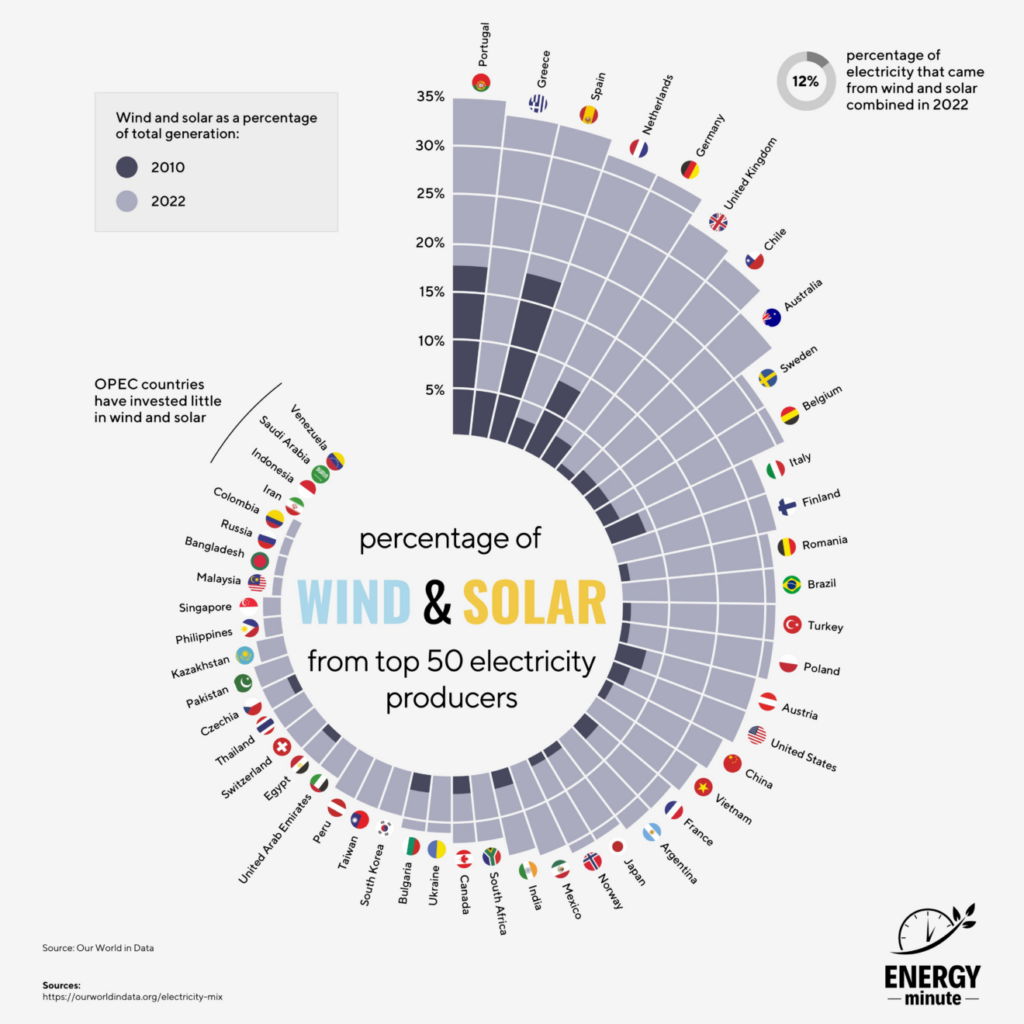 percentage of
electricity that came
from wind and solar
combined in 2022
12%
Wind and solar as a percentage
of total generation:
2010
2022
35%
30%
25%
20%
15%
10%
5%
Portugal
Greece
Spain
Netherlands
Germany
United Kingdom
Chile
Australia
Sweden
Belgium
Italy
Finland
Romania
Brazil
Turkey
Poland
Austria
United States
China
Vietnam
France
Argentina
Japan
Norway
Mexico
India
South Africa
Canada
Ukraine
Bulgaria
South Korea
Taiwan
Peru
United Arab Emirates
Egypt
Switzerland
Thailand
Czechia
Pakistan
Kazakhstan
Philippines
Singapore
Malaysia
Bangladesh
Russia
Colombia
Iran
Indonesia
Saudi Arabia
Venezuela
OPEC countries
have invested little
in wind and solar
percentage of
WIND & SOLAR
from top 50 electricity
producers
Source: Our World in Data
Sources:
https://ourworldindata.org/electricity-mix
ENERGY
minute